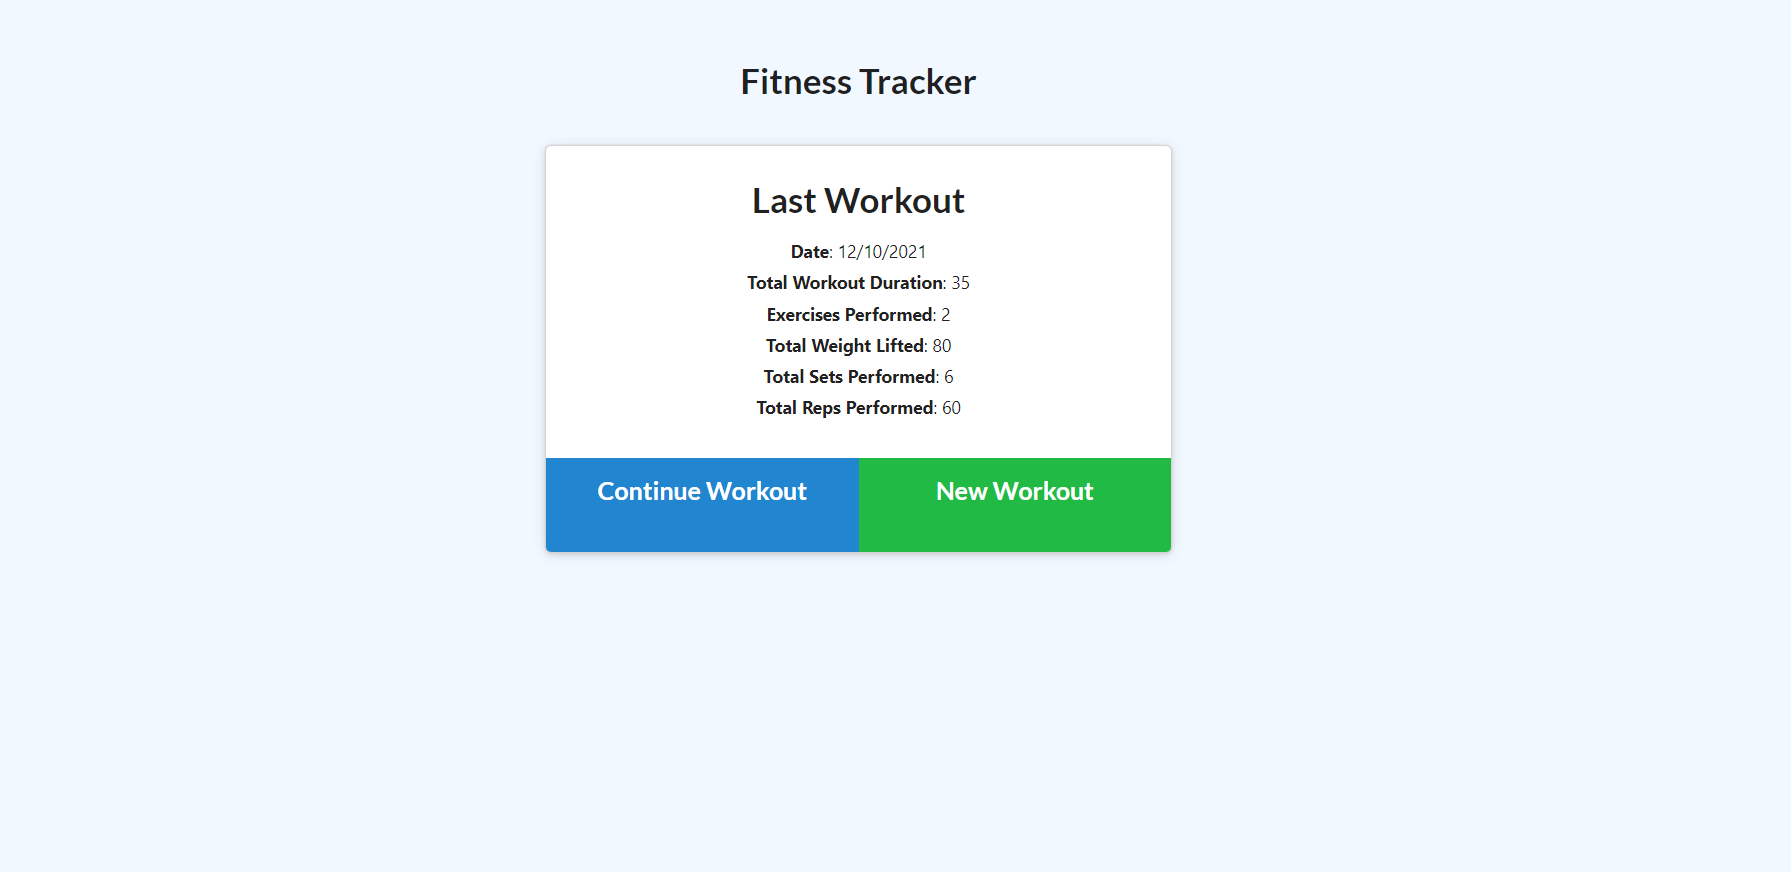 Fitness Tracker
Last Workout
Date: 12/10/2021
Total Workout Duration: 35
Exercises Performed: 2
Total Weight Lifted: 80
Total Sets Performed: 6
Total Reps Performed: 60
Continue Workout
New Workout